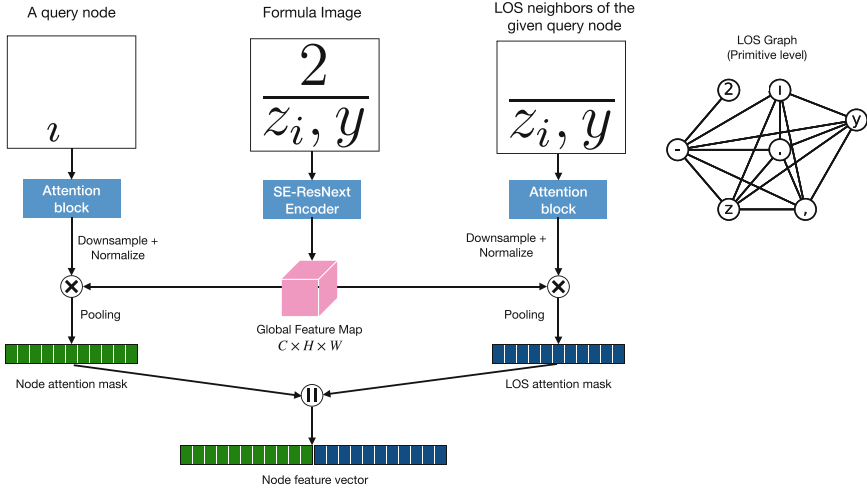 A query node
Formula Image
LOS neighbors of the
given query node
LOS Graph
(Primitive level)
ı
2
z_i, y
z_i, y
2
ı
y
-
.
z
,
Attention
block
SE-ResNext
Encoder
Attention
block
Downsample +
Normalize
Downsample +
Normalize
Pooling
Pooling
Global Feature Map
C × H × W
Node attention mask
LOS attention mask
Node feature vector